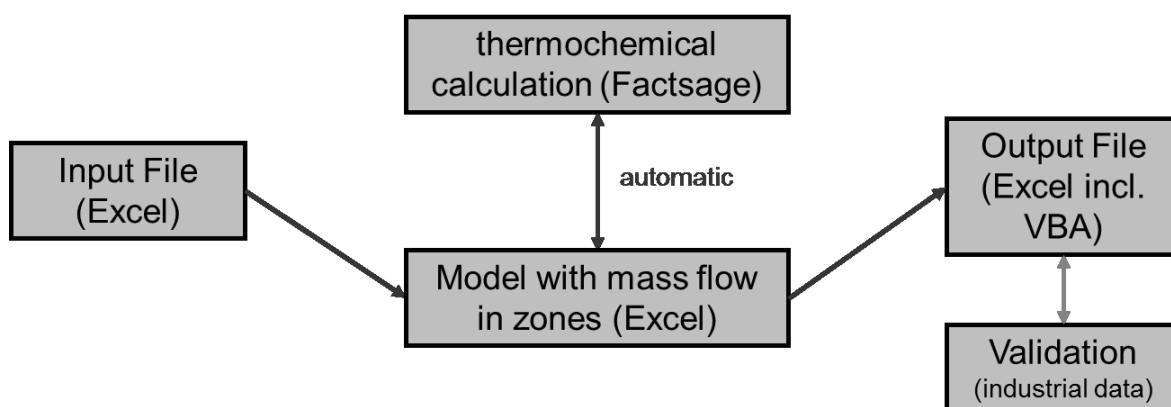 thermochemical
calculation (Factsage)
Input File
(Excel)
automatic
Model with mass flow
in zones (Excel)
Output File
(Excel incl.
VBA)
Validation
(industrial data)